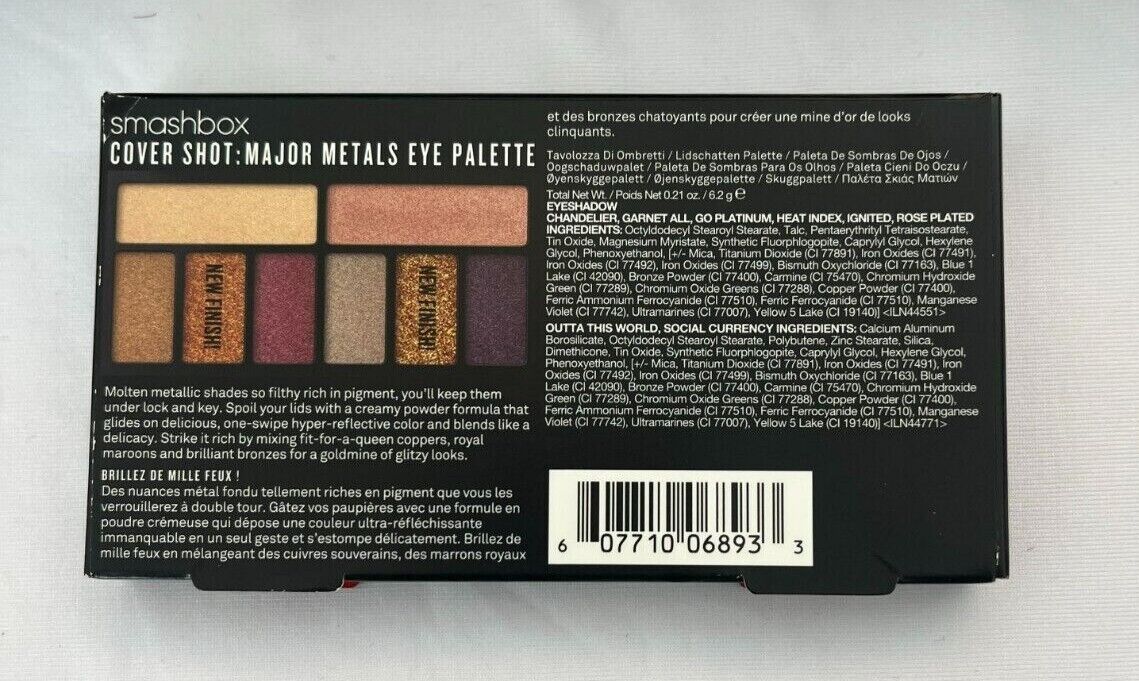 smashbox
COVER SHOT: MAJOR METALS EYE PALETTE
NEW FINISH!
NEW FINISH!
Molten metallic shades so filthy rich in pigment, you'll keep them
under lock and key. Spoil your lids with a creamy powder formula that
glides on delicious, one-swipe hyper-reflective color and blends like a
delicacy. Strike it rich by mixing fit-for-a-queen coppers, royal
maroons and brilliant bronzes for a goldmine of glitzy looks.
BRILLEZ DE MILLE FEUX !
Des nuances métal fondu tellement riches en pigment que vous les
verrouillerez à double tour. Gâtez vos paupières avec une formule en
poudre crémeuse qui dépose une couleur ultra-réfléchissante
immanquable en un seul geste et s'estompe délicatement. Brillez de
mille feux en mélangeant des cuivres souverains, des marrons royaux
et des bronzes chatoyants pour créer une mine d'or de looks
clinquants.
Tavolozza Di Ombretti / Lidschatten Palette / Paleta De Sombras De Ojos /
Oogschaduwpalet / Paleta De Sombras Para Os Olhos / Paleta Cieni Do Oczu /
Øyenskyggepalett / Øjenskyggepalette / Skuggpalett / Παλέτα Σκιάς Ματιών
Total Net Wt. / Poids Net 0.21 oz. / 6.2 g ℮
EYESHADOW
CHANDELIER, GARNET ALL, GO PLATINUM, HEAT INDEX, IGNITED, ROSE PLATED
INGREDIENTS: Octyldodecyl Stearoyl Stearate, Talc, Pentaerythrityl Tetraisostearate,
Tin Oxide, Magnesium Myristate, Synthetic Fluorphlogopite, Caprylyl Glycol, Hexylene
Glycol, Phenoxyethanol, [+/- Mica, Titanium Dioxide (CI 77891), Iron Oxides (CI 77491),
Iron Oxides (CI 77492), Iron Oxides (CI 77499), Bismuth Oxychloride (CI 77163), Blue 1
Lake (CI 42090), Bronze Powder (CI 77400), Carmine (CI 75470), Chromium Hydroxide
Green (CI 77289), Chromium Oxide Greens (CI 77288), Copper Powder (CI 77400),
Ferric Ammonium Ferrocyanide (CI 77510), Ferric Ferrocyanide (CI 77510), Manganese
Violet (CI 77742), Ultramarines (CI 77007), Yellow 5 Lake (CI 19140)] <ILN44551>
OUTTA THIS WORLD, SOCIAL CURRENCY INGREDIENTS: Calcium Aluminum
Borosilicate, Octyldodecyl Stearoyl Stearate, Polybutene, Zinc Stearate, Silica,
Dimethicone, Tin Oxide, Synthetic Fluorphlogopite, Caprylyl Glycol, Hexylene Glycol,
Phenoxyethanol, [+/- Mica, Titanium Dioxide (CI 77891), Iron Oxides (CI 77491), Iron
Oxides (CI 77492), Iron Oxides (CI 77499), Bismuth Oxychloride (CI 77163), Blue 1
Lake (CI 42090), Bronze Powder (CI 77400), Carmine (CI 75470), Chromium Hydroxide
Green (CI 77289), Chromium Oxide Greens (CI 77288), Copper Powder (CI 77400),
Ferric Ammonium Ferrocyanide (CI 77510), Ferric Ferrocyanide (CI 77510), Manganese
Violet (CI 77742), Ultramarines (CI 77007), Yellow 5 Lake (CI 19140)] <ILN44771>
6 07710 06893 3